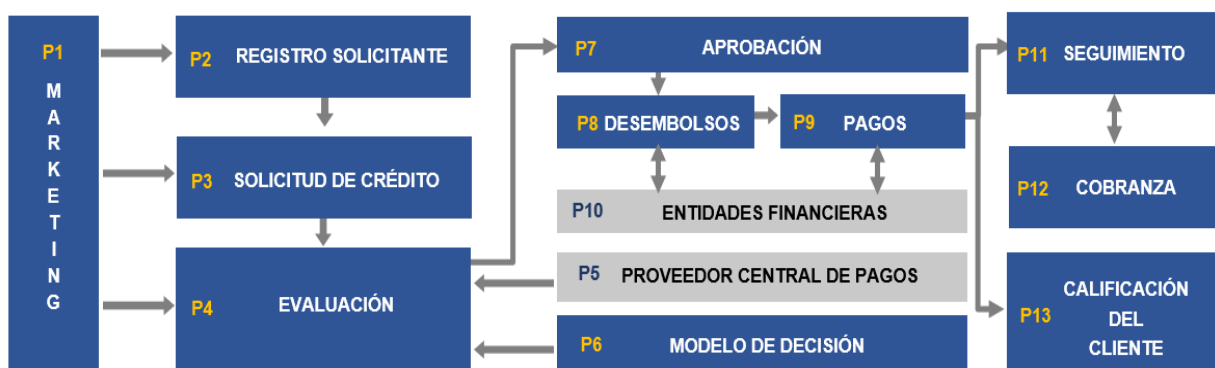 P1
M
A
R
K
E
T
I
N
G
P2 REGISTRO SOLICITANTE
P3 SOLICITUD DE CRÉDITO
P4 EVALUACIÓN
P7 APROBACIÓN
P8 DESEMBOLSOS
P9 PAGOS
P10 ENTIDADES FINANCIERAS
P5 PROVEEDOR CENTRAL DE PAGOS
P6 MODELO DE DECISIÓN
P11 SEGUIMIENTO
P12 COBRANZA
CALIFICACIÓN
P13 DEL
CLIENTE